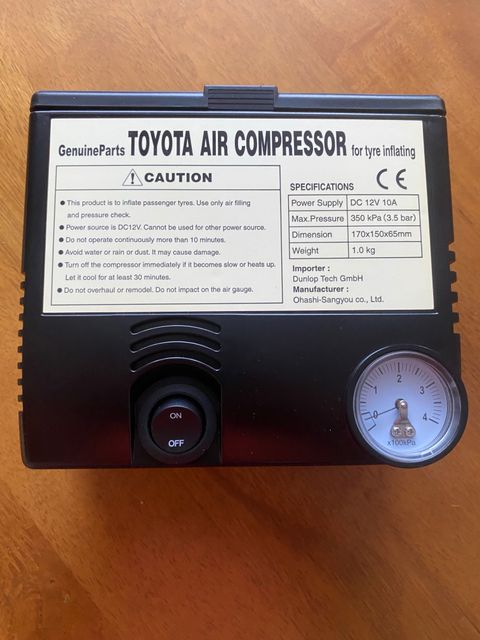 GenuineParts TOYOTA AIR COMPRESSOR for tyre inflating
CAUTION
● This product is to inflate passenger tyres. Use only air filling
and pressure check.
● Power source is DC12V. Cannot be used for other power source.
● Do not operate continuously more than 10 minutes.
● Avoid water or rain or dust. It may cause damage.
● Turn off the compressor immediately if it becomes slow or heats up.
Let it cool for at least 30 minutes.
● Do not overhaul or remodel. Do not impact on the air gauge.
SPECIFICATIONS CE
Power Supply DC 12V 10A
Max.Pressure 350 kPa (3.5 bar)
Dimension 170x150x65mm
Weight 1.0 kg
Importer :
Dunlop Tech GmbH
Manufacturer :
Ohashi-Sangyou co., Ltd.
ON
OFF
0 1 2 3 4
x100kPa